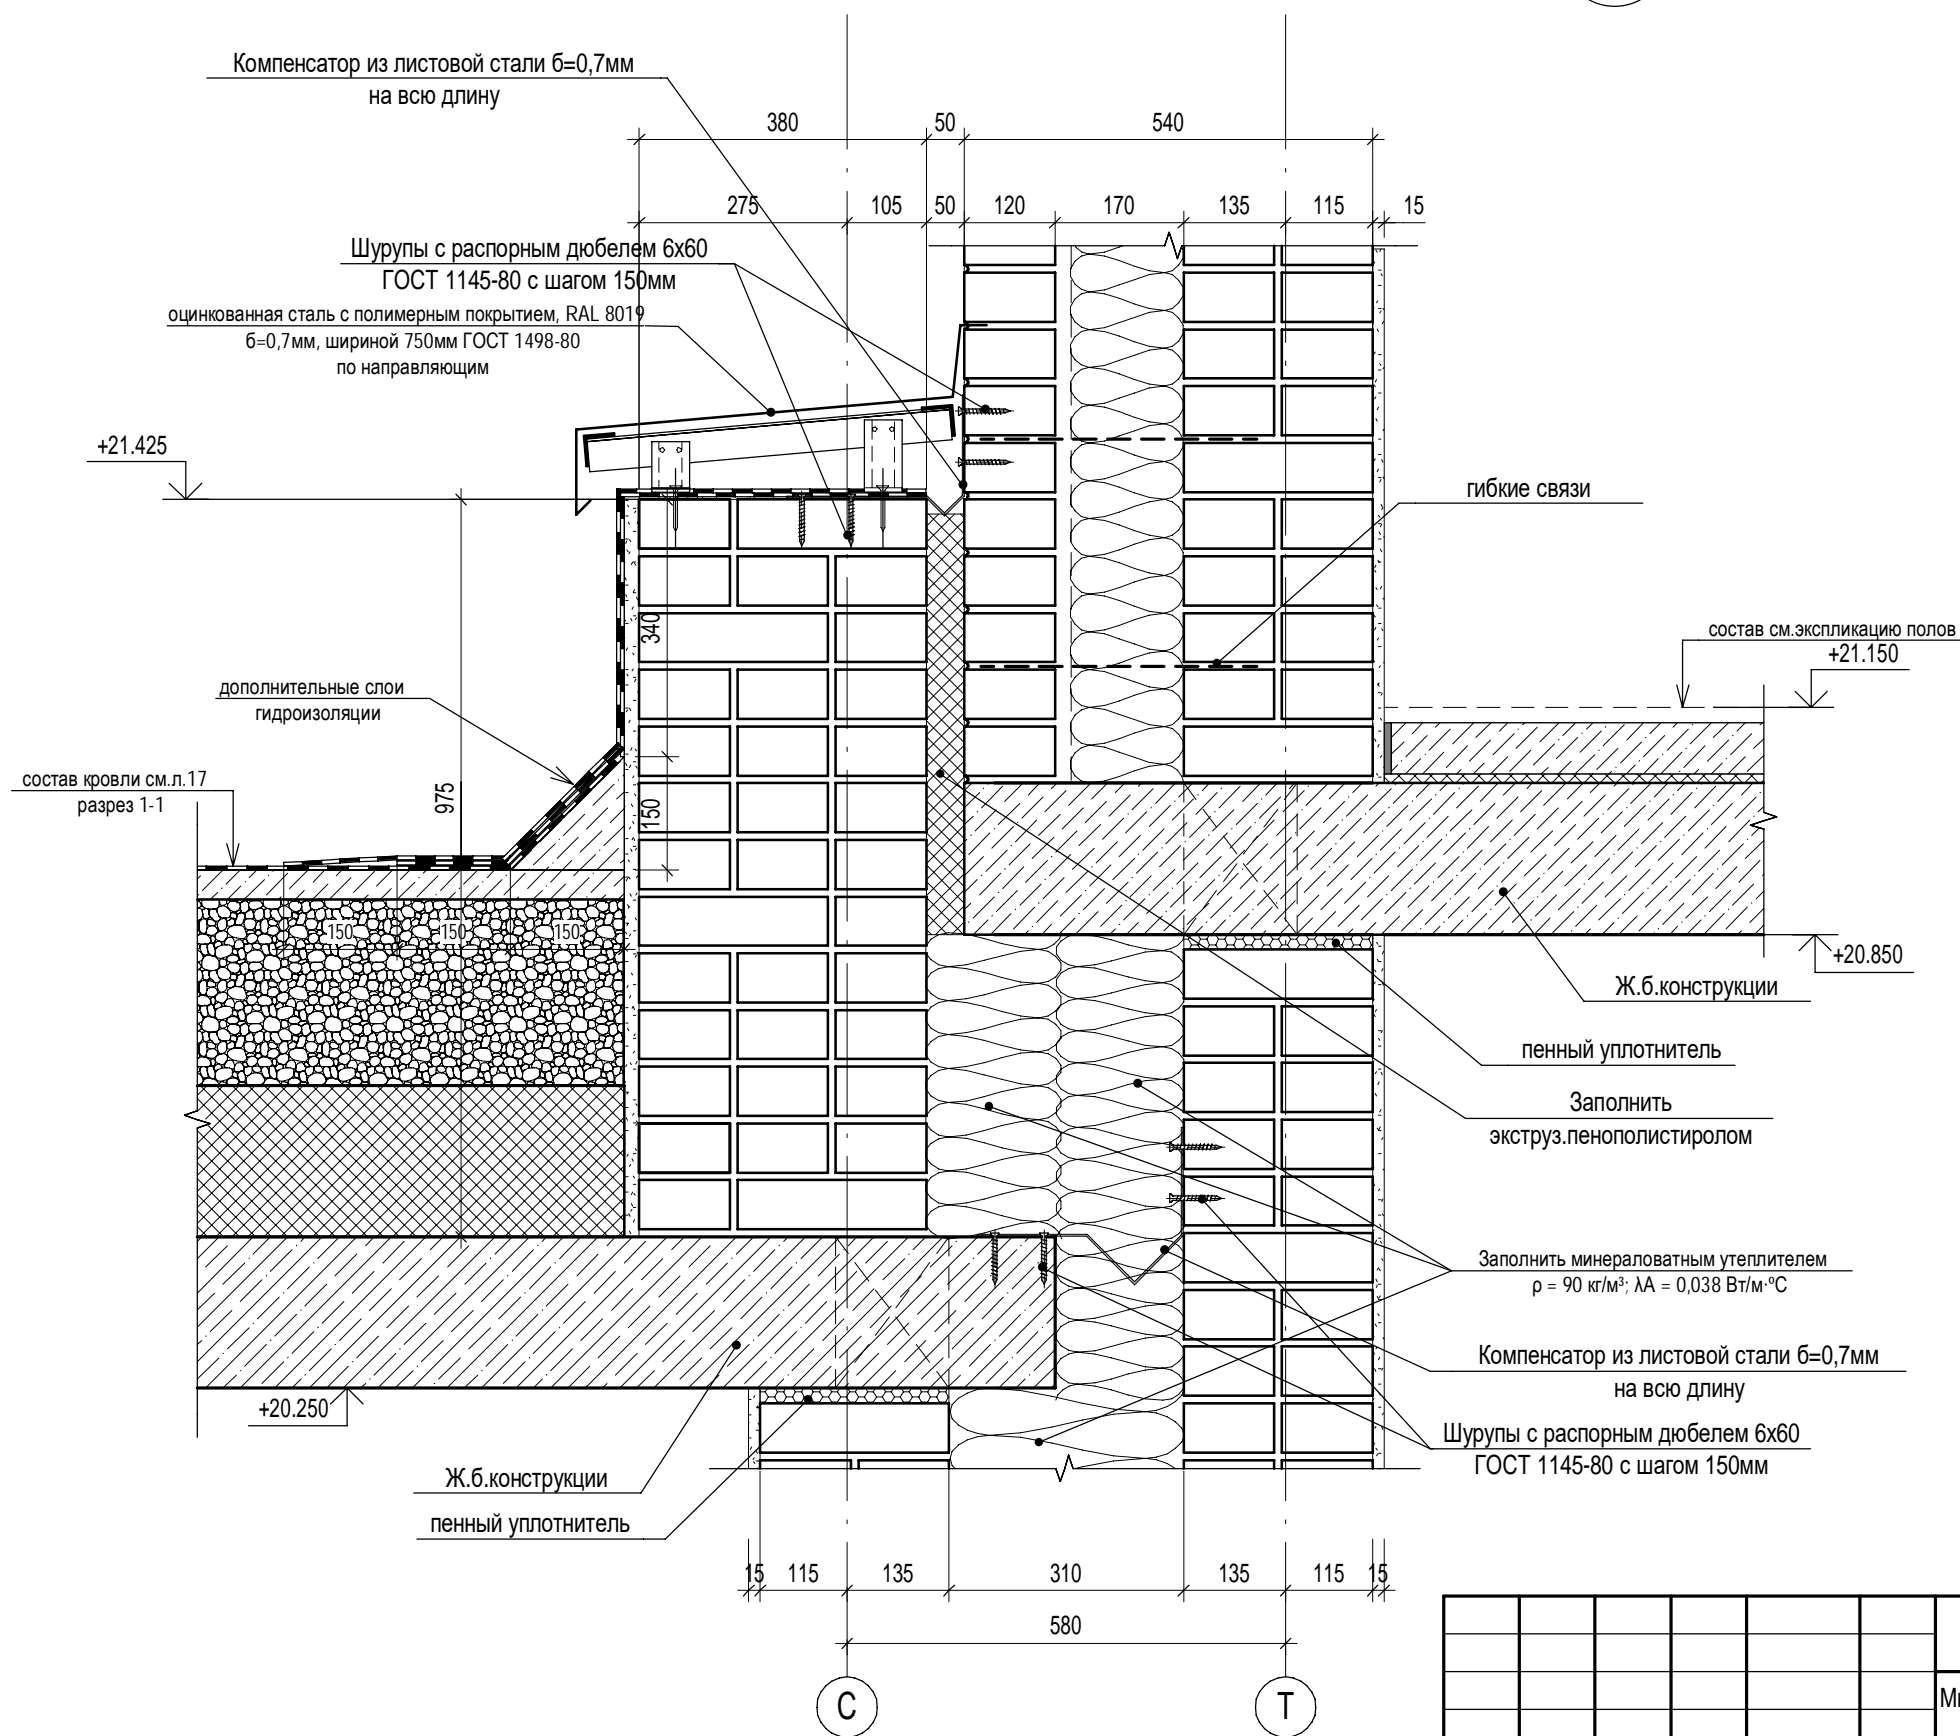 Компенсатор из листовой стали б=0,7мм
на всю длину
380
50
540
275
105
50
120
170
135
115
15
Шурупы с распорным дюбелем 6х60
ГОСТ 1145-80 с шагом 150мм
оцинкованная сталь с полимерным покрытием, RAL 8019
б=0,7мм, шириной 750мм ГОСТ 1498-80
по направляющим
+21.425
гибкие связи
340
состав см.экспликацию полов
+21.150
дополнительные слои
гидроизоляции
состав кровли см.л.17
разрез 1-1
975
150
150
150
150
+20.850
Ж.б.конструкции
пенный уплотнитель
Заполнить
экструз.пенополистиролом
Заполнить минераловатным утеплителем
ρ = 90 кг/м³; λА = 0,038 Вт/м·ºС
Компенсатор из листовой стали б=0,7мм
на всю длину
+20.250
Шурупы с распорным дюбелем 6х60
ГОСТ 1145-80 с шагом 150мм
Ж.б.конструкции
пенный уплотнитель
15
115
135
310
135
115
15
580
С
Т